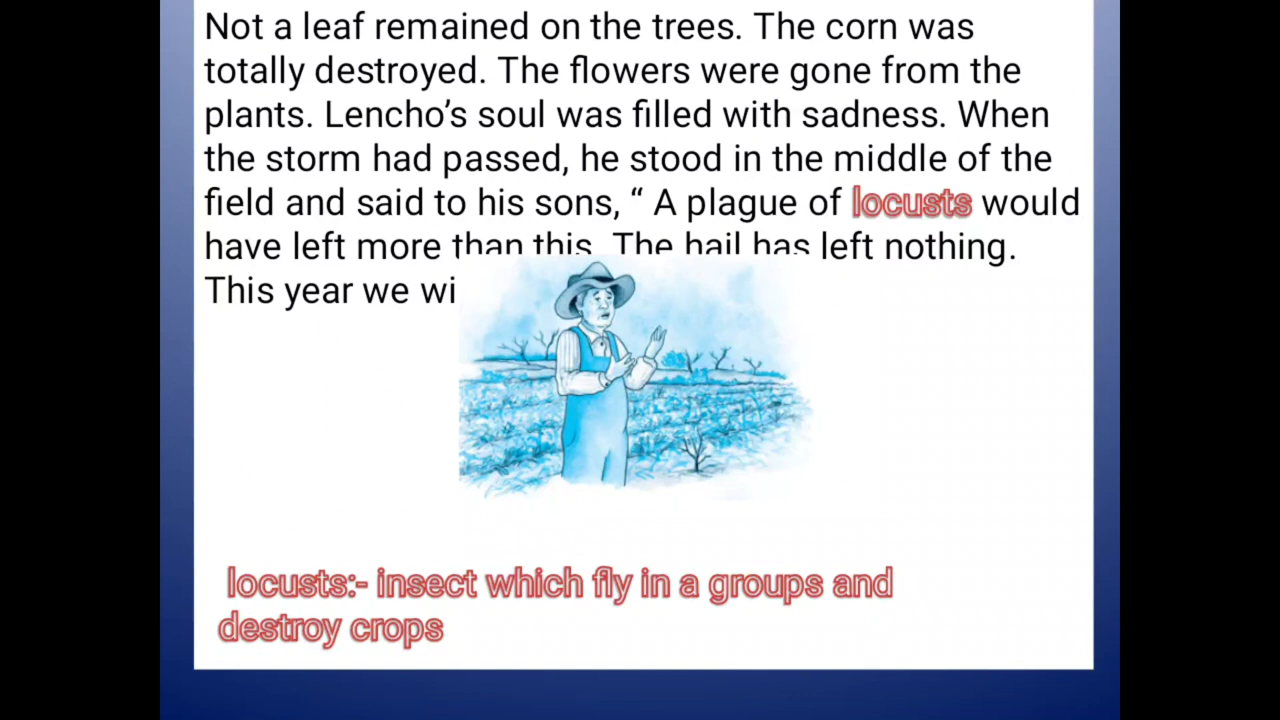 Not a leaf remained on the trees. The corn was
totally destroyed. The flowers were gone from the
plants. Lencho’s soul was filled with sadness. When
the storm had passed, he stood in the middle of the
field and said to his sons, “ A plague of locusts would
have left more than this. The hail has left nothing.
This year we wi
locusts:- insect which fly in a groups and
destroy crops